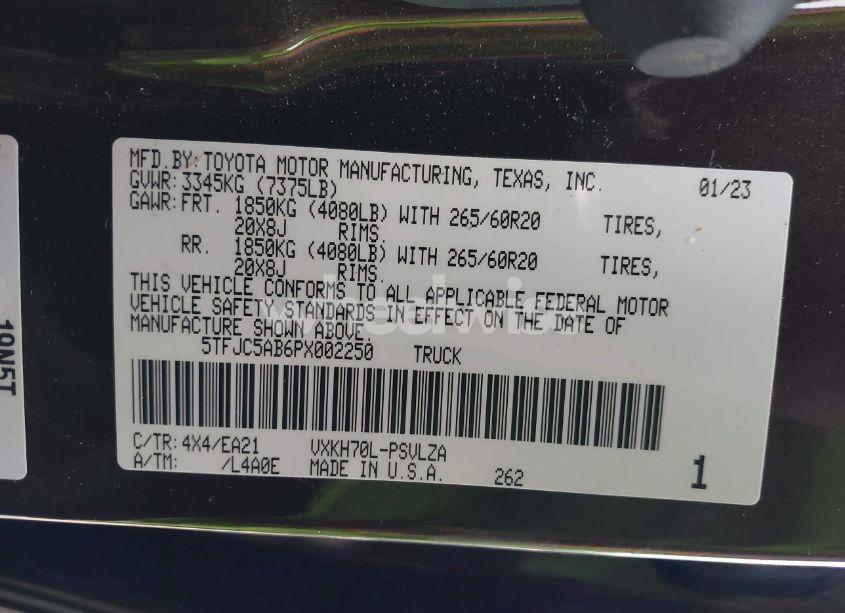 MFD.BY: TOYOTA MOTOR MANUFACTURING, TEXAS, INC. 01/23
GVWR: 3345KG (7375LB)
GAWR: FRT. 1850KG (4080LB) WITH 265/60R20 TIRES,
20X8J RIMS.
RR. 1850KG (4080LB) WITH 265/60R20 TIRES,
20X8J RIMS.
THIS VEHICLE CONFORMS TO ALL APPLICABLE FEDERAL MOTOR
VEHICLE SAFETY STANDARDS IN EFFECT ON THE DATE OF
MANUFACTURE SHOWN ABOVE.
5TFJC5AB6PX002250 TRUCK
C/TR: 4X4/EA21 VXKH70L-PSVLZA
A/TM: /L4A0E MADE IN U.S.A. 262 1
19N5T